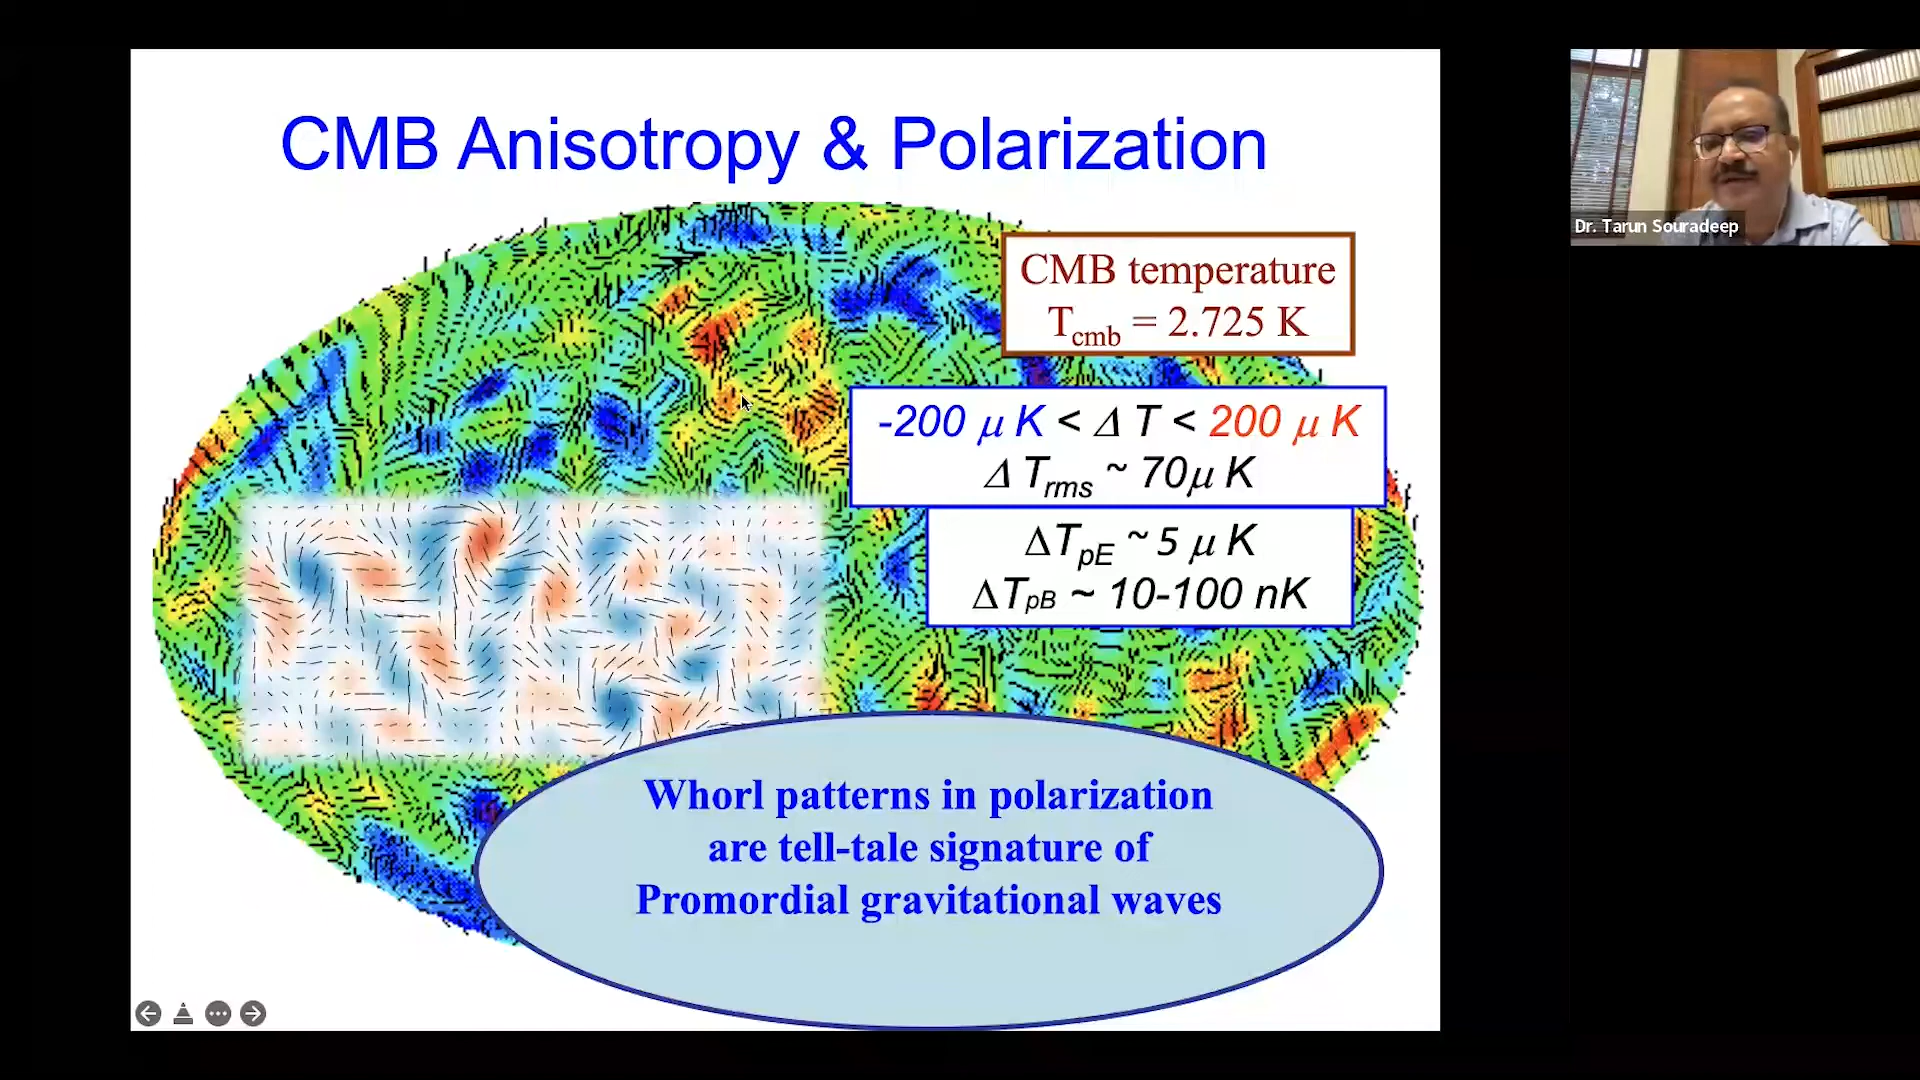 CMB Anisotropy & Polarization
CMB temperature
Tcmb = 2.725 K
-200 μ K < Δ T < 200 μ K
Δ Trms ~ 70μ K
ΔTpE ~ 5 μ K
ΔTpB ~ 10-100 nK
Whorl patterns in polarization
are tell-tale signature of
Promordial gravitational waves
Dr. Tarun Souradeep